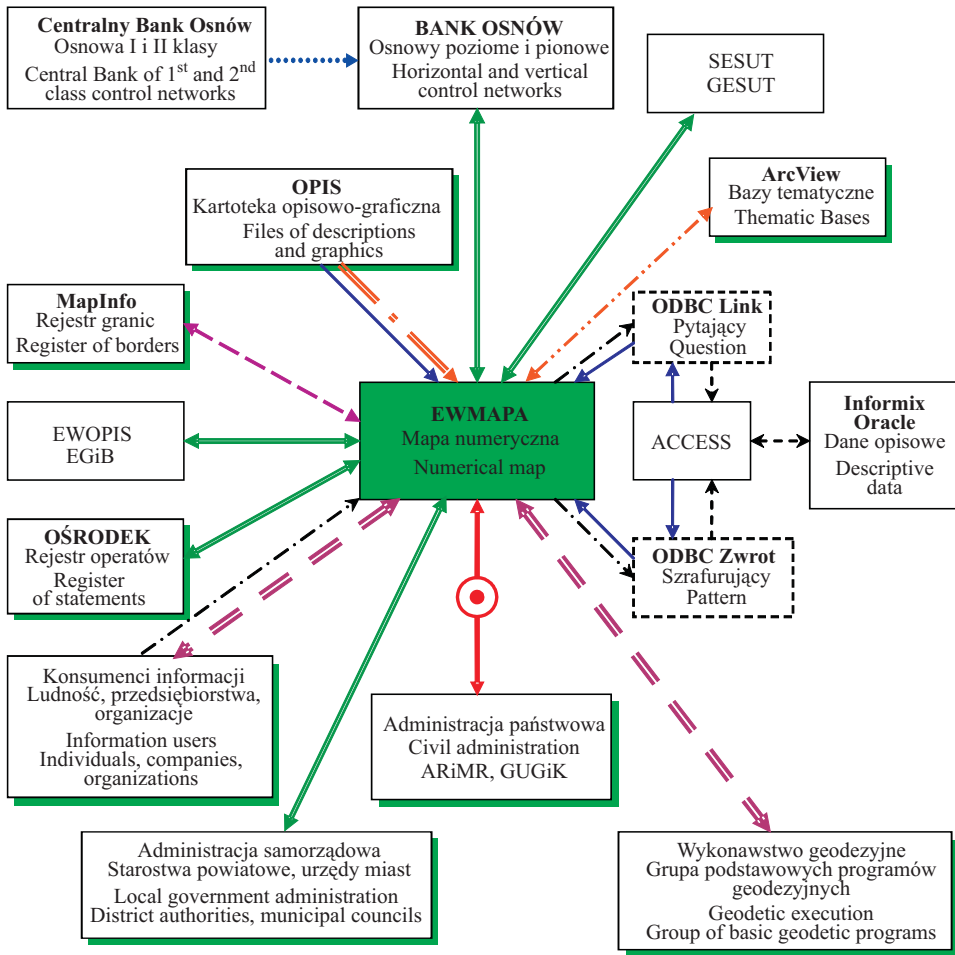 Centralny Bank Osnów
Osnowa I i II klasy
Central Bank of 1st and 2nd
class control networks
BANK OSNÓW
Osnowy poziome i pionowe
Horizontal and vertical
control networks
SESUT
GESUT
OPIS
Kartoteka opisowo-graficzna
Files of descriptions
and graphics
ArcView
Bazy tematyczne
Thematic Bases
MapInfo
Rejestr granic
Register of borders
ODBC Link
Pytający
Question
EWMAPA
Mapa numeryczna
Numerical map
EWOPIS
EGiB
ACCESS
Informix
Oracle
Dane opisowe
Descriptive
data
OŚRODEK
Rejestr operatów
Register
of statements
ODBC Zwrot
Szrafurujący
Pattern
Konsumenci informacji
Ludność, przedsiębiorstwa,
organizacje
Information users
Individuals, companies,
organizations
Administracja państwowa
Civil administration
ARiMR, GUGiK
Administracja samorządowa
Starostwa powiatowe, urzędy miast
Local government administration
District authorities, municipal councils
Wykonawstwo geodezyjne
Grupa podstawowych programów
geodezyjnych
Geodetic execution
Group of basic geodetic programs